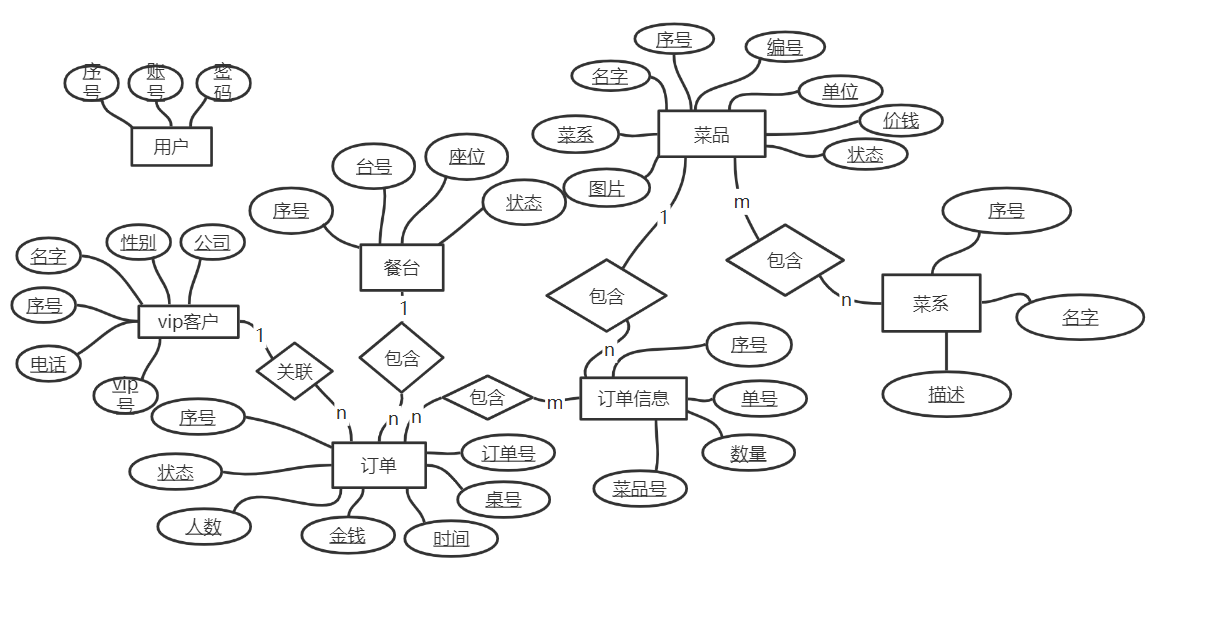 序号
编号
名字
单位
价钱
菜系
菜品
状态
图片
序
号
账
号
密
码
用户
台号
座位
序号
状态
餐台
1
m
包含
n
序号
菜系
名字
描述
名字
性别
公司
序号
vip客户
电话
vip
号
1
关联
n
1
包含
n
1
包含
n
n
包含
m
订单信息
序号
单号
数量
菜品号
序号
状态
人数
金钱
时间
桌号
订单号
订单